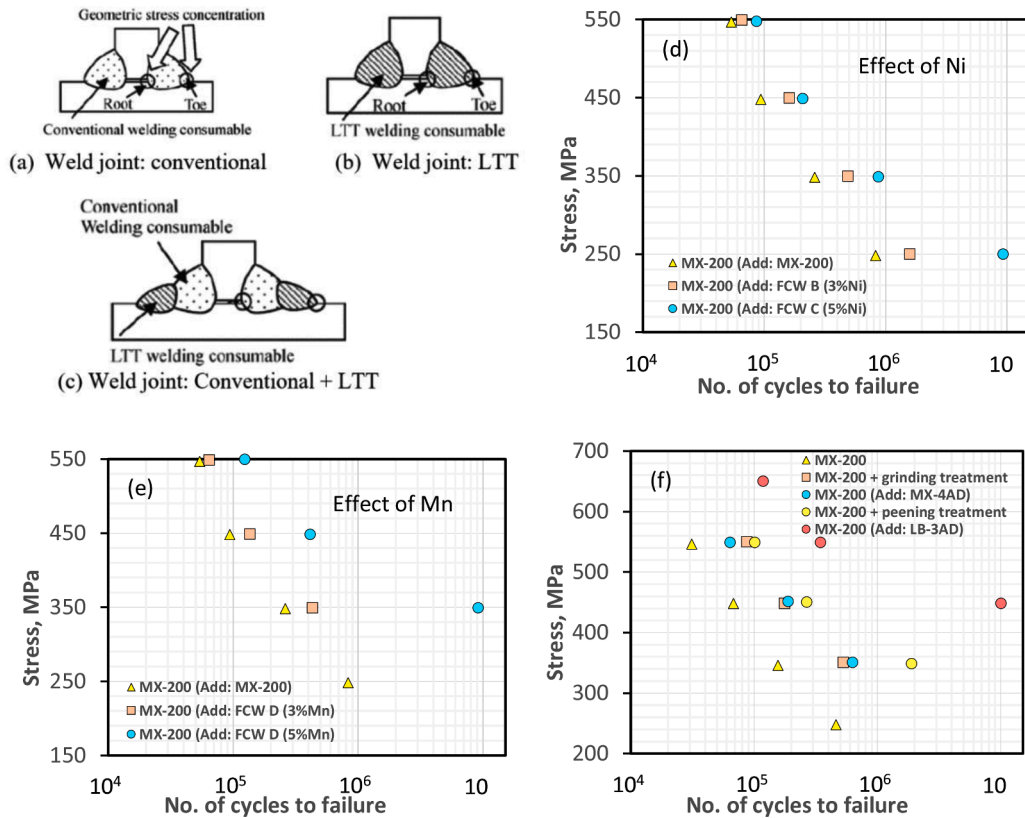 Geometric stress concentration
Root
Toe
Conventional welding consumable
(a) Weld joint: conventional
Root
Toe
LTT welding consumable
(b) Weld joint: LTT
Conventional
Welding consumable
LTT welding consumable
(c) Weld joint: Conventional + LTT
(d)
Effect of Ni
Stress, MPa
550
450
350
250
150
MX-200 (Add: MX-200)
MX-200 (Add: FCW B (3%Ni)
MX-200 (Add: FCW C (5%Ni)
10⁴ 10⁵ 10⁶ 10
No. of cycles to failure
(e)
Effect of Mn
Stress, MPa
550
450
350
250
150
MX-200 (Add: MX-200)
MX-200 (Add: FCW D (3%Mn)
MX-200 (Add: FCW D (5%Mn)
10⁴ 10⁵ 10⁶ 10
No. of cycles to failure
(f)
Stress, MPa
700
600
500
400
300
200
MX-200
MX-200 + grinding treatment
MX-200 (Add: MX-4AD)
MX-200 + peening treatment
MX-200 (Add: LB-3AD)
10⁴ 10⁵ 10⁶ 10
No. of cycles to failure